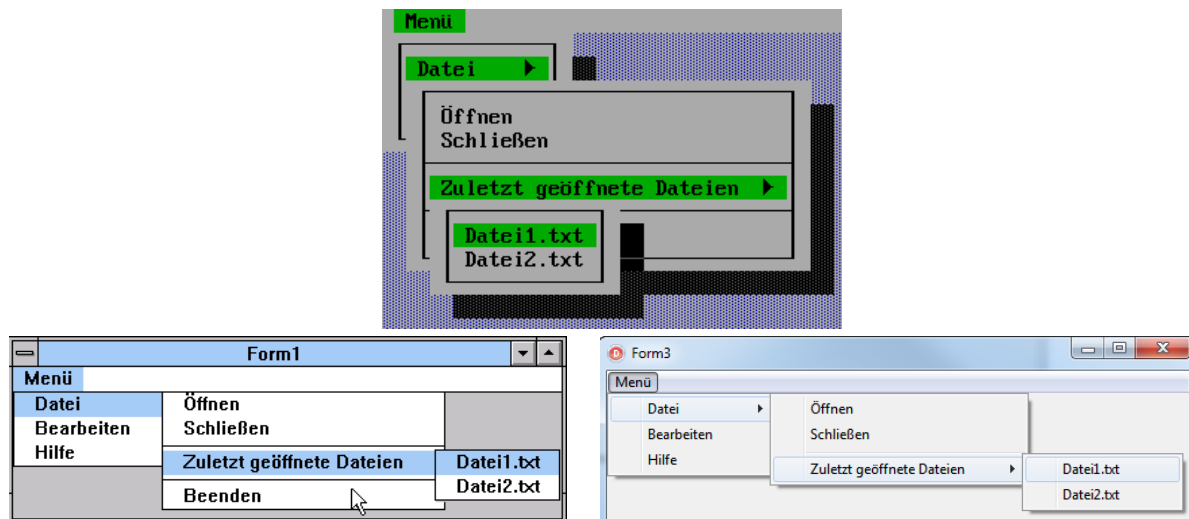 Menü
Datei
Öffnen
Schließen
Zuletzt geöffnete Dateien
Datei1.txt
Datei2.txt
Form1
Menü
Datei
Bearbeiten
Hilfe
Öffnen
Schließen
Zuletzt geöffnete Dateien
Beenden
Datei1.txt
Datei2.txt
Form3
Menü
Datei
Bearbeiten
Hilfe
Öffnen
Schließen
Zuletzt geöffnete Dateien
Datei1.txt
Datei2.txt